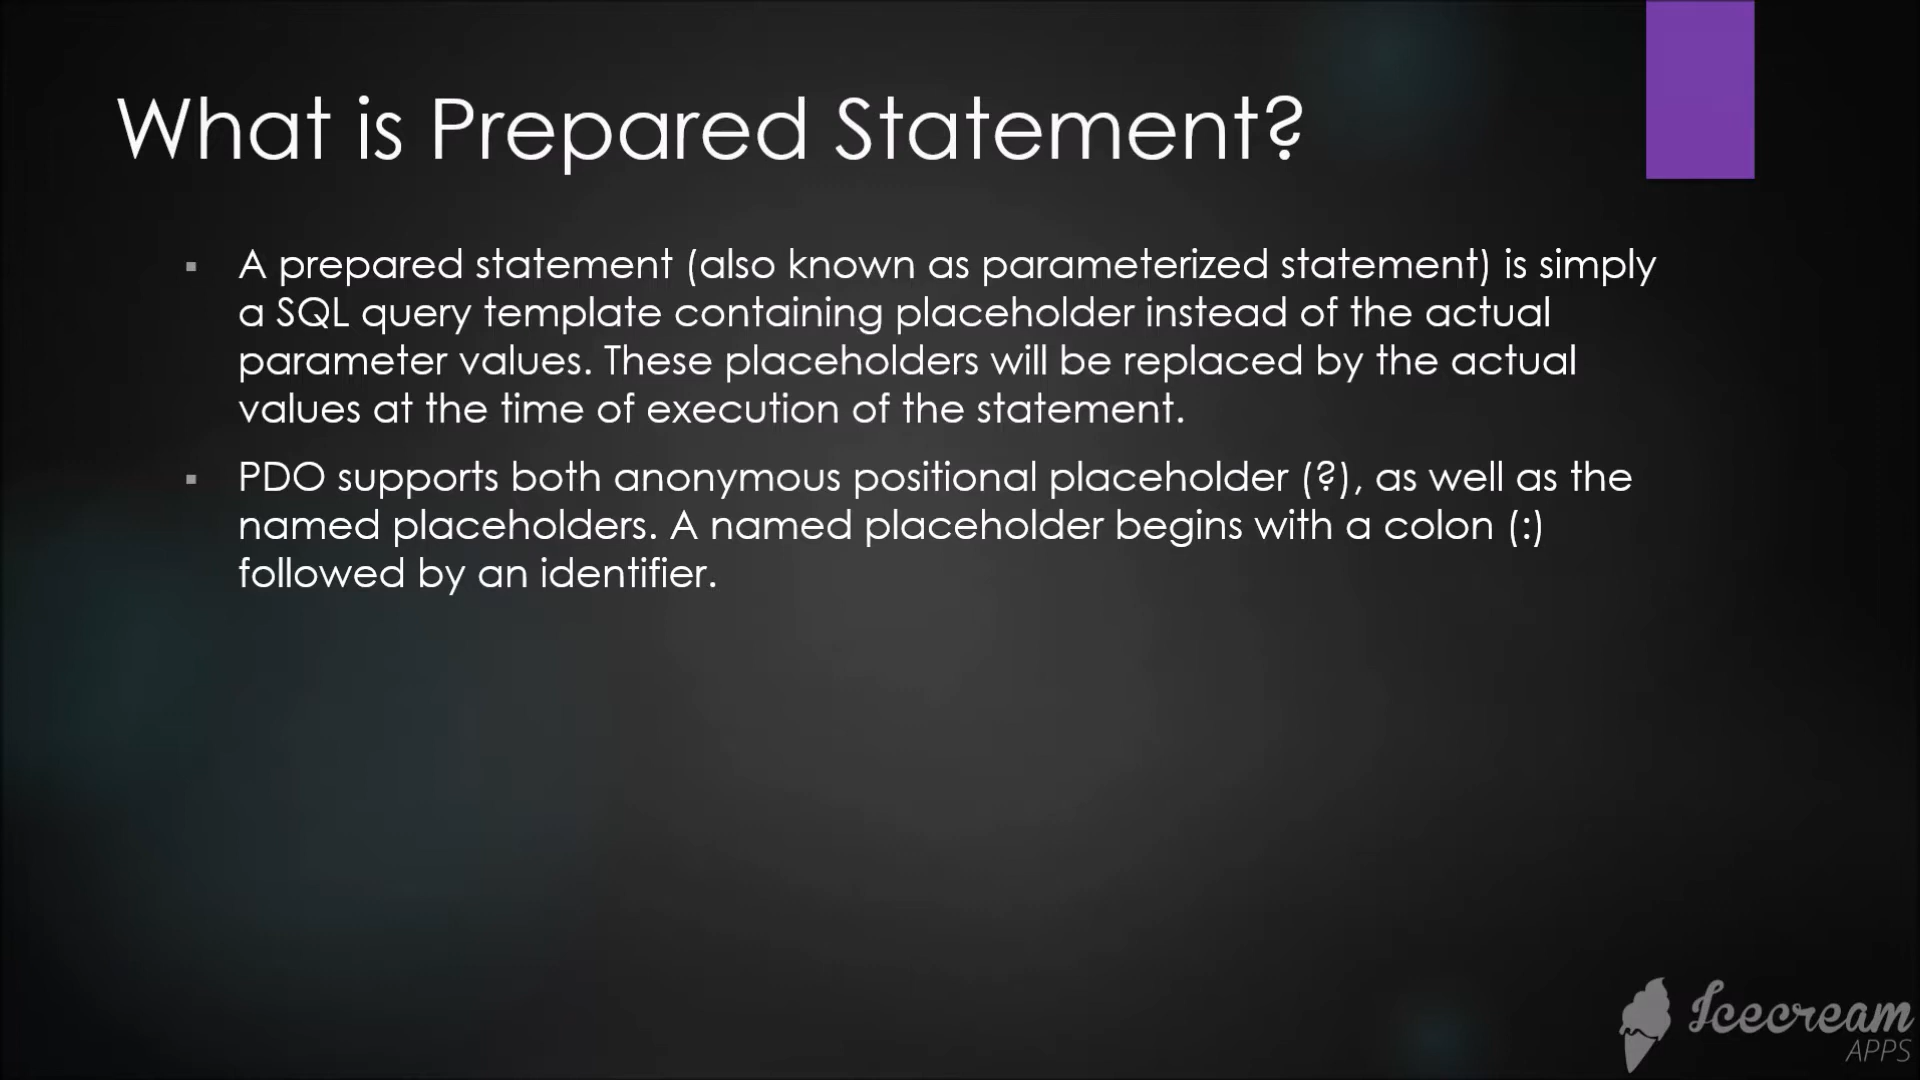 What is Prepared Statement?
A prepared statement (also known as parameterized statement) is simply
a SQL query template containing placeholder instead of the actual
parameter values. These placeholders will be replaced by the actual
values at the time of execution of the statement.
PDO supports both anonymous positional placeholder (?), as well as the
named placeholders. A named placeholder begins with a colon (:)
followed by an identifier.
Icecream
APPS